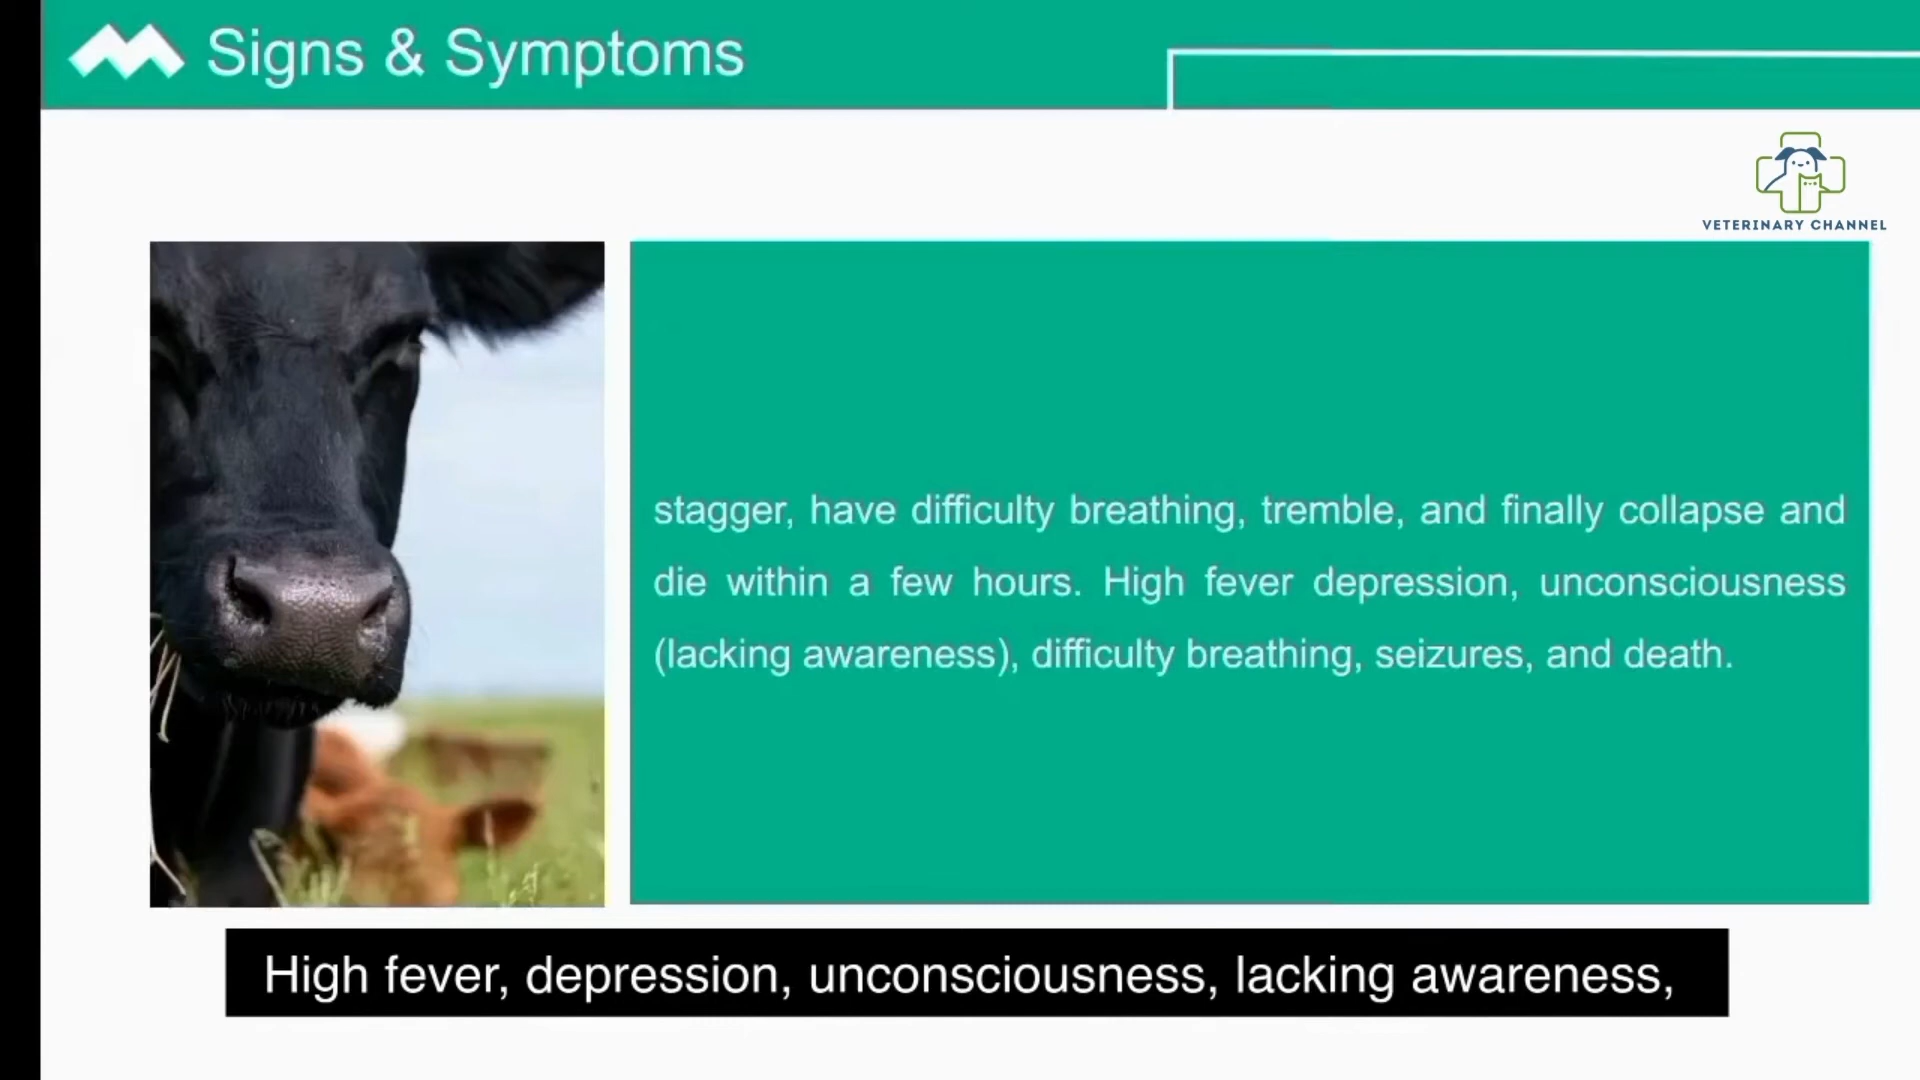 Signs & Symptoms
VETERINARY CHANNEL
stagger, have difficulty breathing, tremble, and finally collapse and
die within a few hours. High fever depression, unconsciousness
(lacking awareness), difficulty breathing, seizures, and death.
High fever, depression, unconsciousness, lacking awareness,